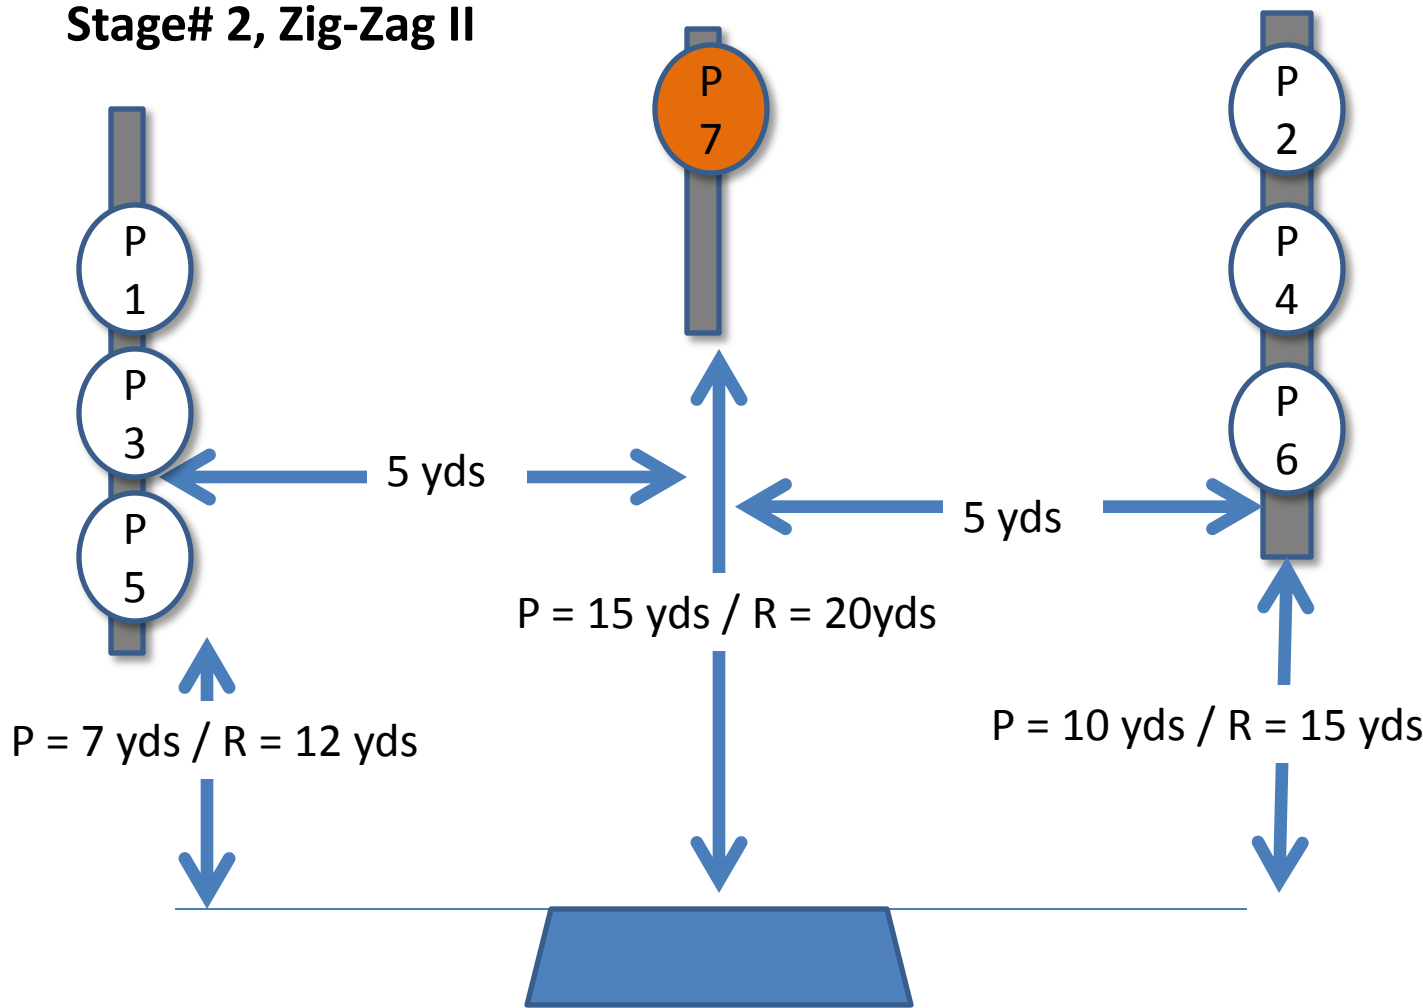 Stage# 2, Zig-Zag II
P
7
P
2
P
1
P
4
P
3
P
6
5 yds
5 yds
P
5
P = 15 yds / R = 20yds
P = 7 yds / R = 12 yds
P = 10 yds / R = 15 yds